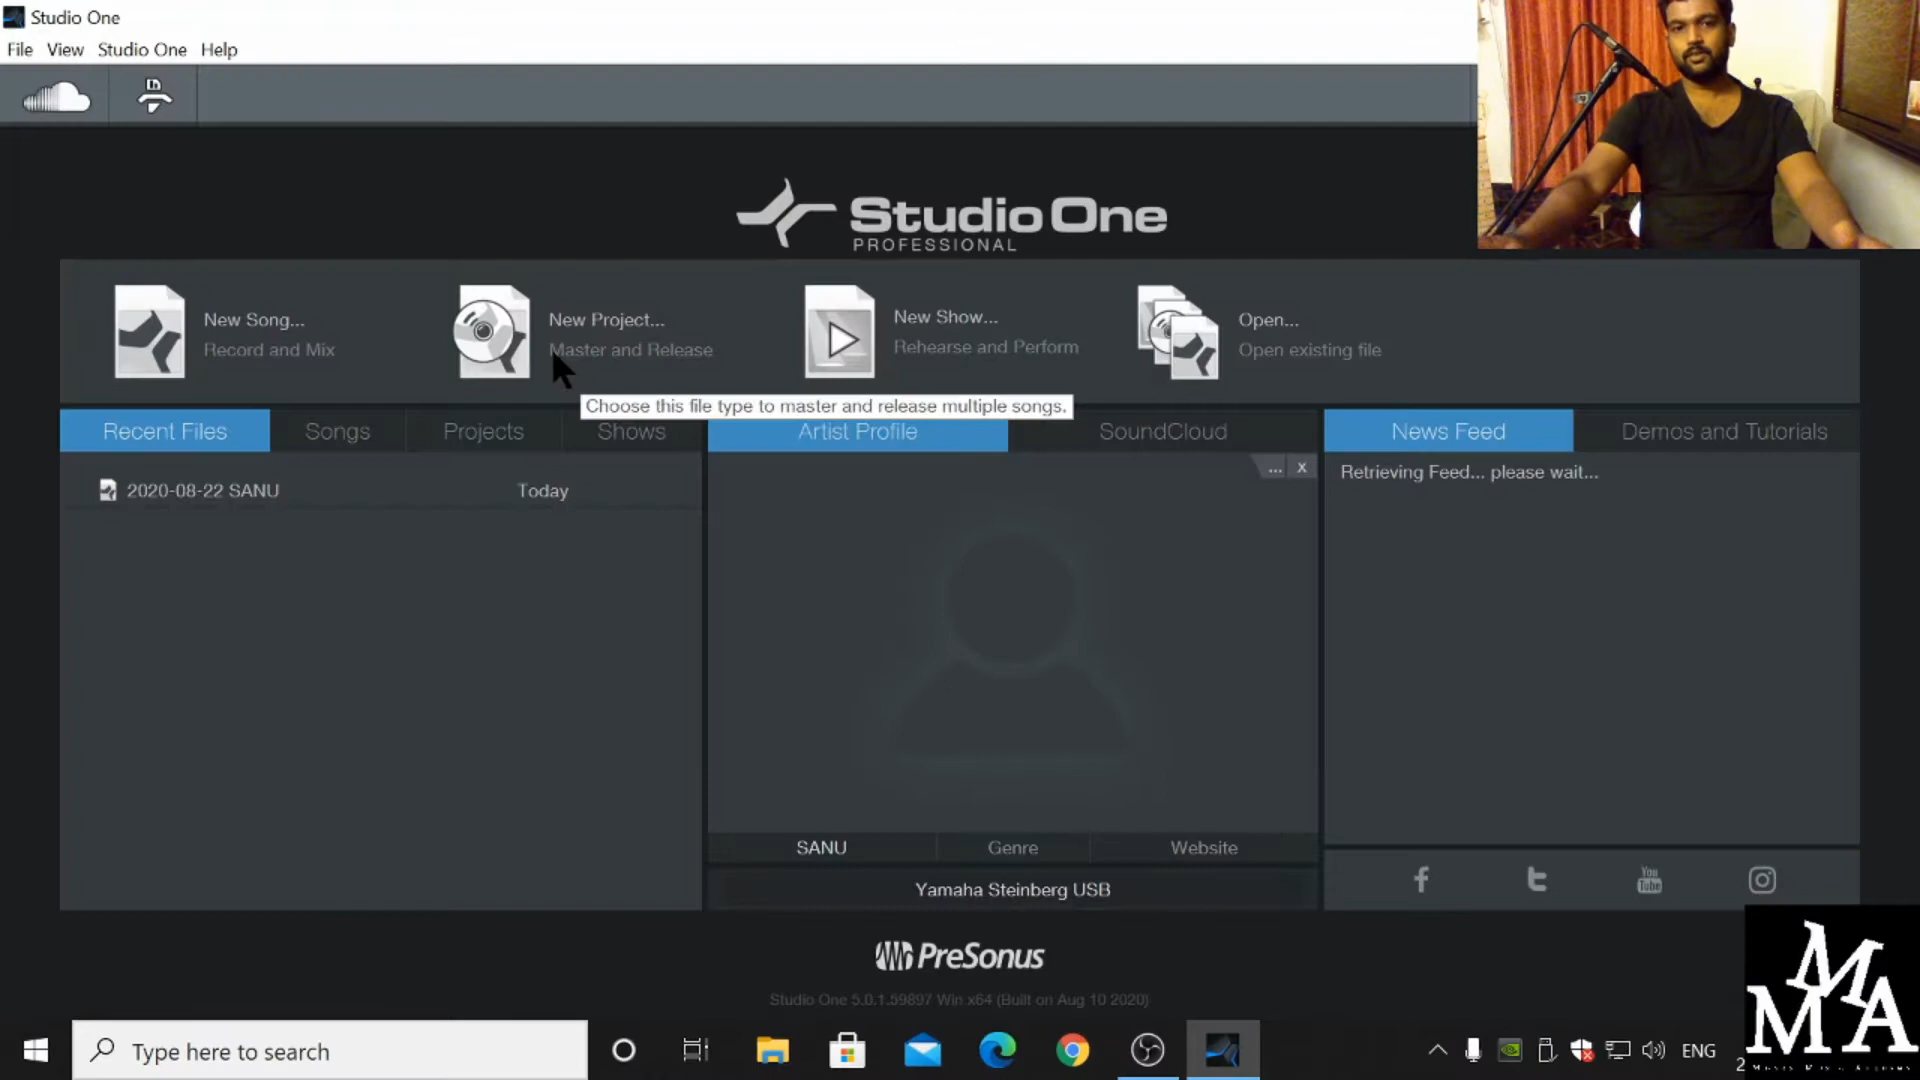 Studio One
File View Studio One Help
Studio One
PROFESSIONAL
New Song...
Record and Mix
New Project...
Master and Release
New Show...
Rehearse and Perform
Open...
Open existing file
Choose this file type to master and release multiple songs.
Recent Files Songs Projects Shows
Artist Profile SoundCloud
News Feed Demos and Tutorials
2020-08-22 SANU Today
... x
Retrieving Feed... please wait...
SANU Genre Website
Yamaha Steinberg USB
You Tube
PreSonus
Studio One 5.0.1.59897 Win x64 (Built on Aug 10 2020)
Type here to search
ENG
MMA